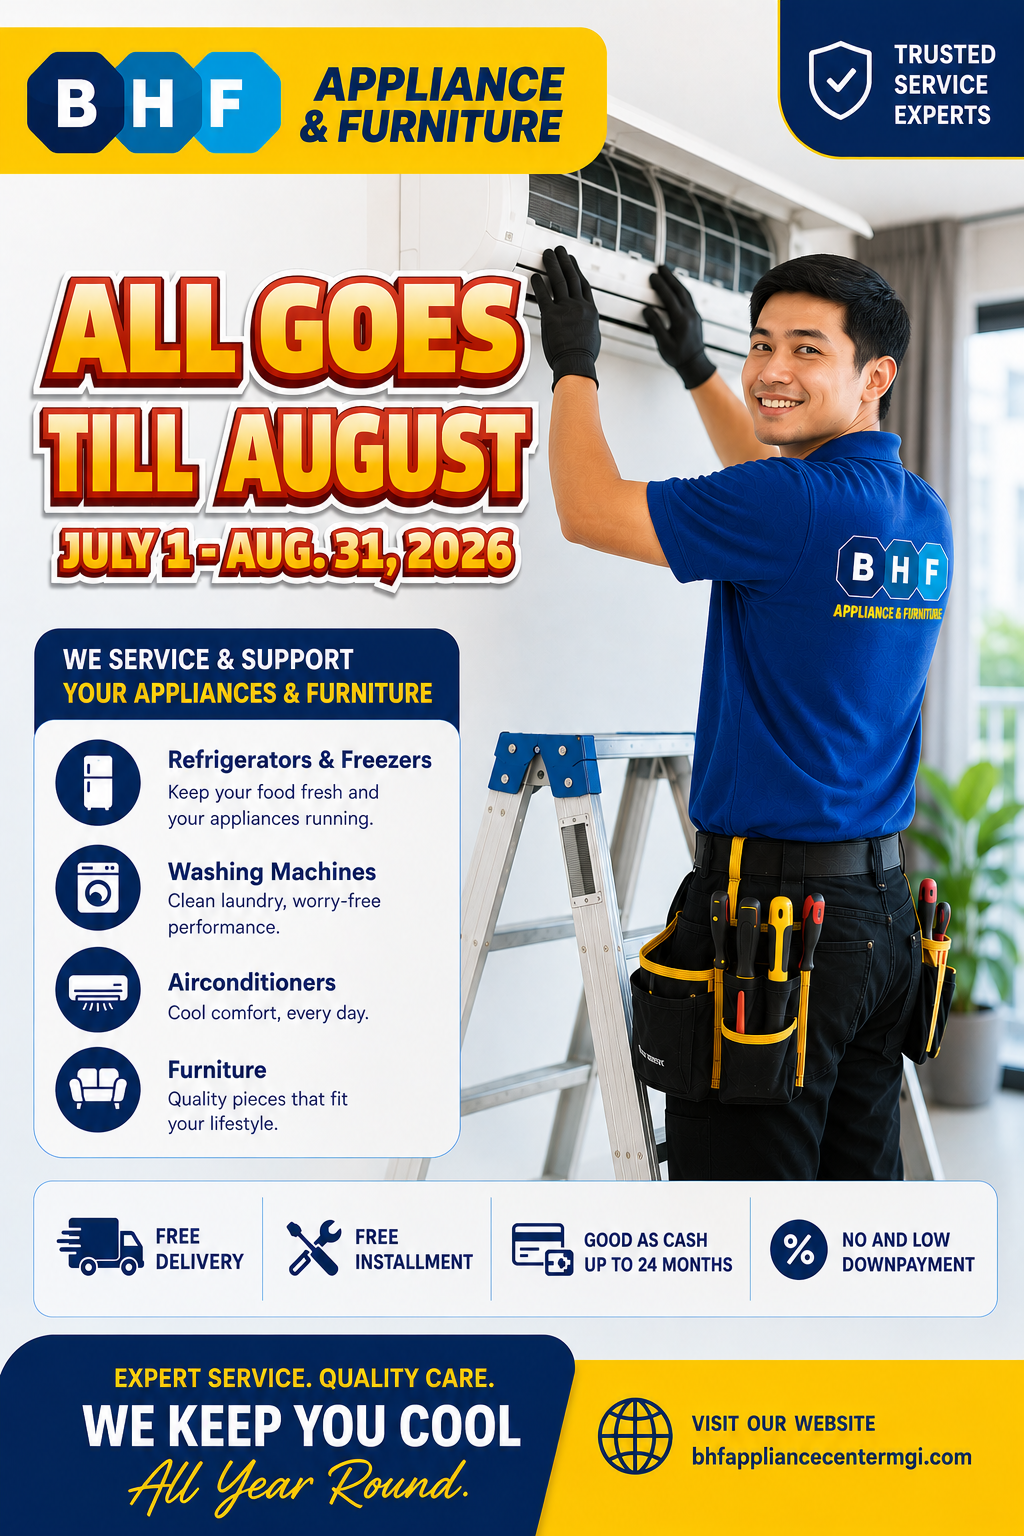 BHF
APPLIANCE
& FURNITURE
TRUSTED
SERVICE
EXPERTS
ALL GOES
TILL AUGUST
JULY 1 - AUG. 31, 2026
BHF
APPLIANCE & FURNITURE
WE SERVICE & SUPPORT
YOUR APPLIANCES & FURNITURE
Refrigerators & Freezers
Keep your food fresh and
your appliances running.
Washing Machines
Clean laundry, worry-free
performance.
Airconditioners
Cool comfort, every day.
Furniture
Quality pieces that fit
your lifestyle.
FREE
DELIVERY
FREE
INSTALLMENT
GOOD AS CASH
UP TO 24 MONTHS
%
NO AND LOW
DOWNPAYMENT
EXPERT SERVICE. QUALITY CARE.
WE KEEP YOU COOL
All Year Round.
VISIT OUR WEBSITE
bhfappliancecentermgi.com